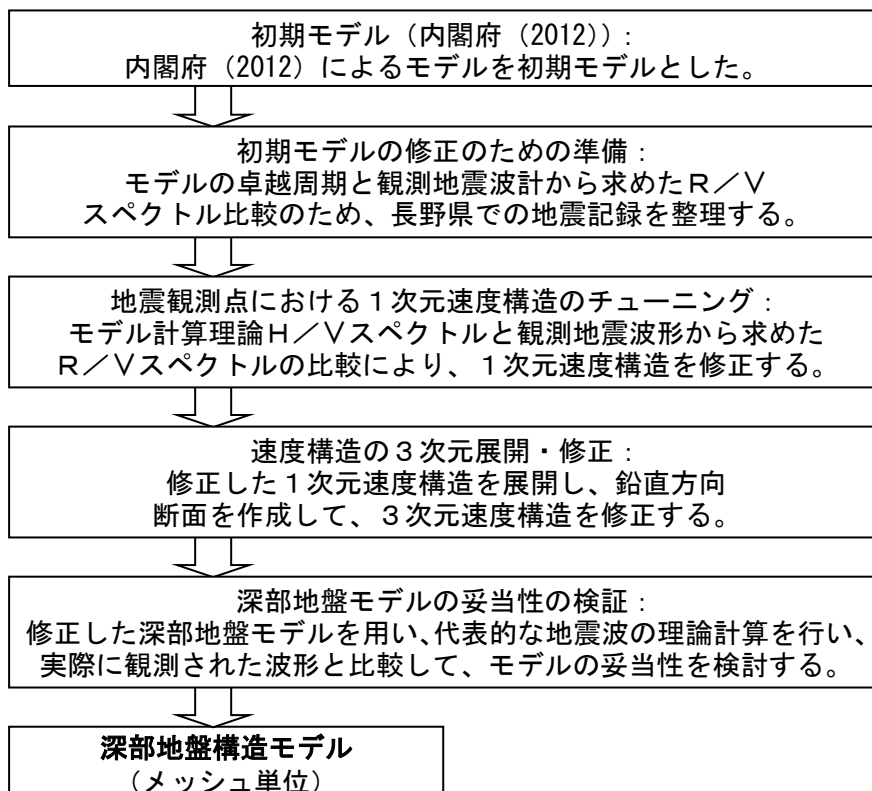 初期モデル（内閣府（2012））：
内閣府（2012）によるモデルを初期モデルとした。
初期モデルの修正のための準備：
モデルの卓越周期と観測地震波計から求めたＲ／Ｖ
スペクトル比較のため、長野県での地震記録を整理する。
地震観測点における１次元速度構造のチューニング：
モデル計算理論Ｈ／Ｖスペクトルと観測地震波形から求めた
Ｒ／Ｖスペクトルの比較により、１次元速度構造を修正する。
速度構造の３次元展開・修正：
修正した１次元速度構造を展開し、鉛直方向
断面を作成して、３次元速度構造を修正する。
深部地盤モデルの妥当性の検証：
修正した深部地盤モデルを用い、代表的な地震波の理論計算を行い、
実際に観測された波形と比較して、モデルの妥当性を検討する。
深部地盤構造モデル
（メッシュ単位）